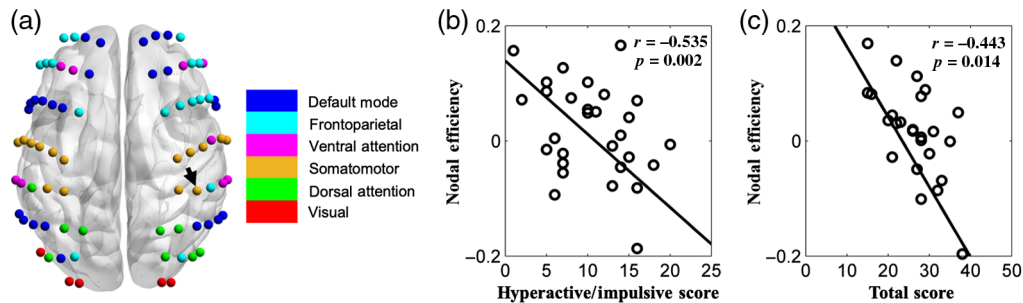 (a)
Default mode
Frontoparietal
Ventral attention
Somatomotor
Dorsal attention
Visual
(b)
Nodal efficiency
0.2
0
−0.2
r = −0.535
p = 0.002
0 5 10 15 20 25
Hyperactive/impulsive score
(c)
Nodal efficiency
0.2
0
−0.2
r = −0.443
p = 0.014
0 10 20 30 40 50
Total score